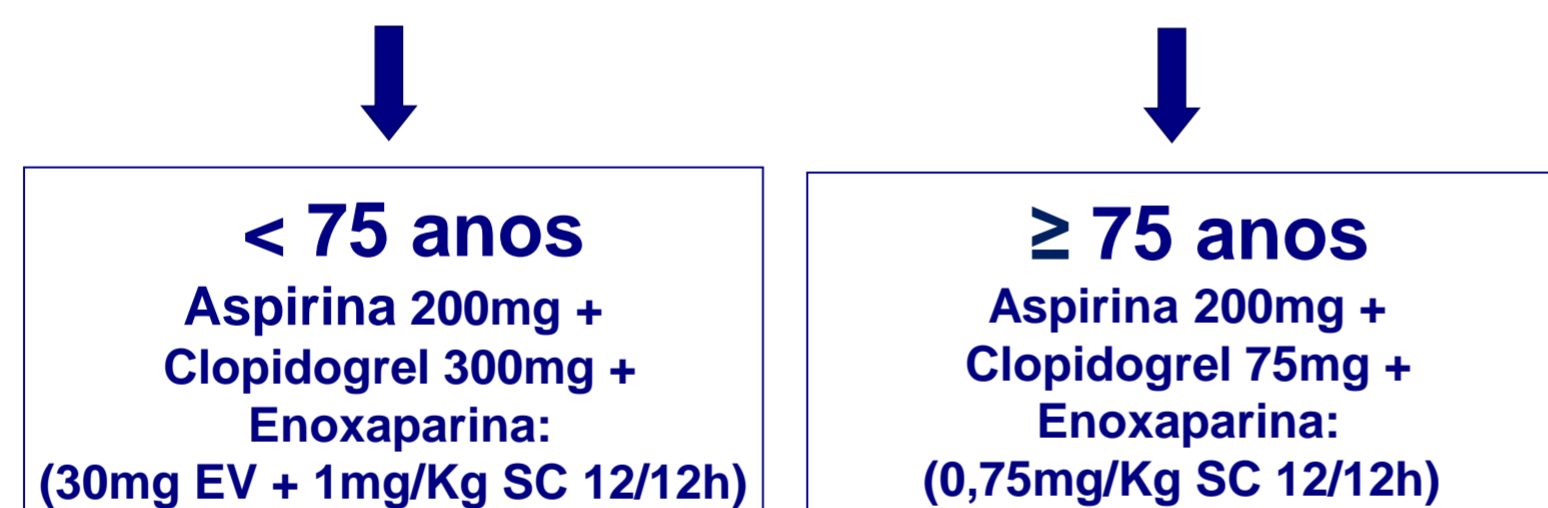 < 75 anos
Aspirina 200mg +
Clopidogrel 300mg +
Enoxaparina:
(30mg EV + 1mg/Kg SC 12/12h)
≥ 75 anos
Aspirina 200mg +
Clopidogrel 75mg +
Enoxaparina:
(0,75mg/Kg SC 12/12h)